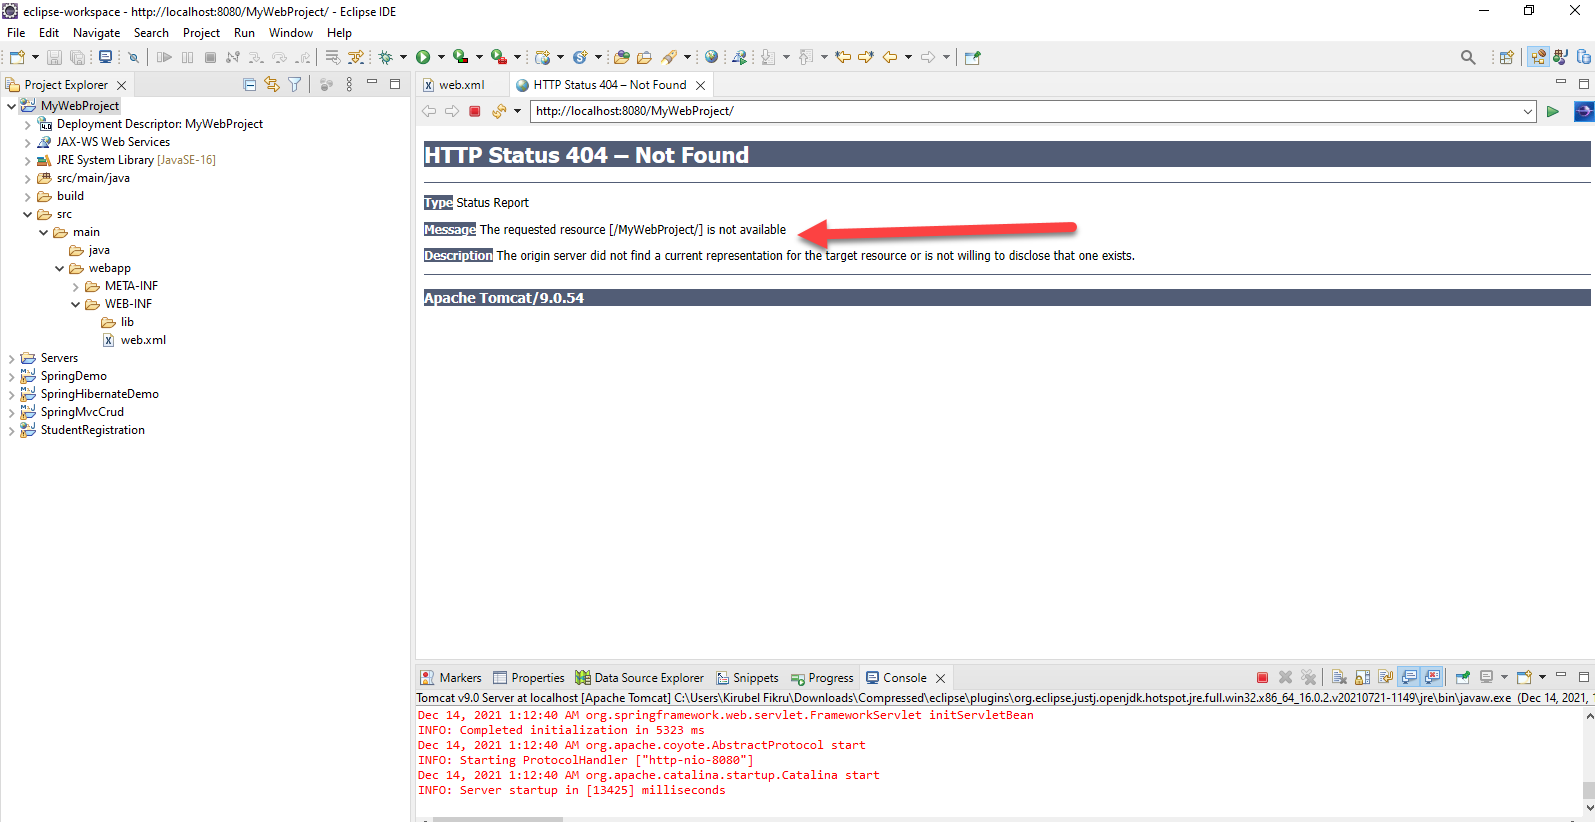 eclipse-workspace - http://localhost:8080/MyWebProject/ - Eclipse IDE
File Edit Navigate Search Project Run Window Help
Project Explorer
MyWebProject
Deployment Descriptor: MyWebProject
JAX-WS Web Services
JRE System Library [JavaSE-16]
src/main/java
build
src
main
java
webapp
META-INF
WEB-INF
lib
web.xml
Servers
SpringDemo
SpringHibernateDemo
SpringMvcCrud
StudentRegistration
web.xml HTTP Status 404 – Not Found
http://localhost:8080/MyWebProject/
HTTP Status 404 – Not Found
Type Status Report
Message The requested resource [/MyWebProject/] is not available
Description The origin server did not find a current representation for the target resource or is not willing to disclose that one exists.
Apache Tomcat/9.0.54
Markers Properties Data Source Explorer Snippets Progress Console
Tomcat v9.0 Server at localhost [Apache Tomcat] C:\Users\Kirubel Fikru\Downloads\Compressed\eclipse\plugins\org.eclipse.justj.openjdk.hotspot.jre.full.win32.x86_64_16.0.2.v20210721-1149\jre\bin\javaw.exe (Dec 14, 2021, 1
Dec 14, 2021 1:12:40 AM org.springframework.web.servlet.FrameworkServlet initServletBean
INFO: Completed initialization in 5323 ms
Dec 14, 2021 1:12:40 AM org.apache.coyote.AbstractProtocol start
INFO: Starting ProtocolHandler ["http-nio-8080"]
Dec 14, 2021 1:12:40 AM org.apache.catalina.startup.Catalina start
INFO: Server startup in [13425] milliseconds